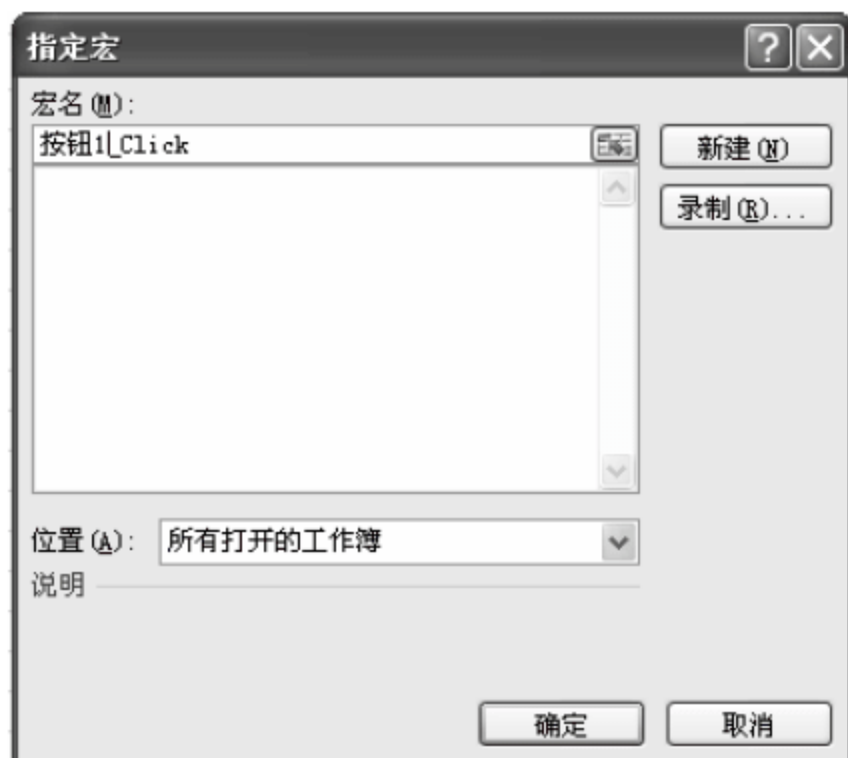 指定宏
宏名(M):
按钮1_Click
新建(N)
录制(R)...
位置(A): 所有打开的工作簿
说明
确定 取消